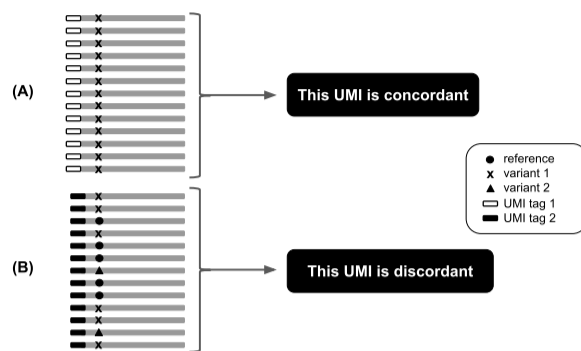 (A)
This UMI is concordant
reference
x variant 1
variant 2
UMI tag 1
UMI tag 2
(B)
This UMI is discordant